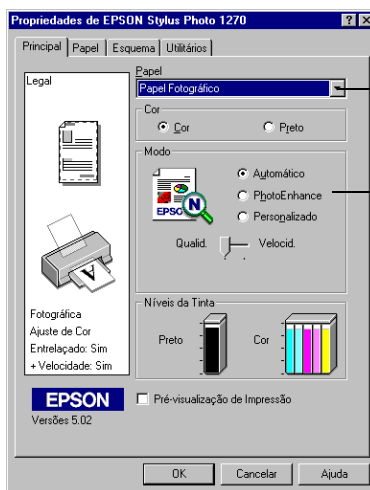 Propriedades de EPSON Stylus Photo 1270
Principal
Papel
Esquema
Utilitários
Legal
Papel
Papel Fotográfico
Cor
Cor
Preto
Modo
Automático
PhotoEnhance
Personalizado
EPSON
N
Qualid.
Velocid.
A
Níveis da Tinta
Preto
Cor
Fotográfica
Ajuste de Cor
Entrelaçado: Sim
+ Velocidade: Sim
EPSON
Versões 5.02
Pré-visualização de Impressão
OK
Cancelar
Ajuda